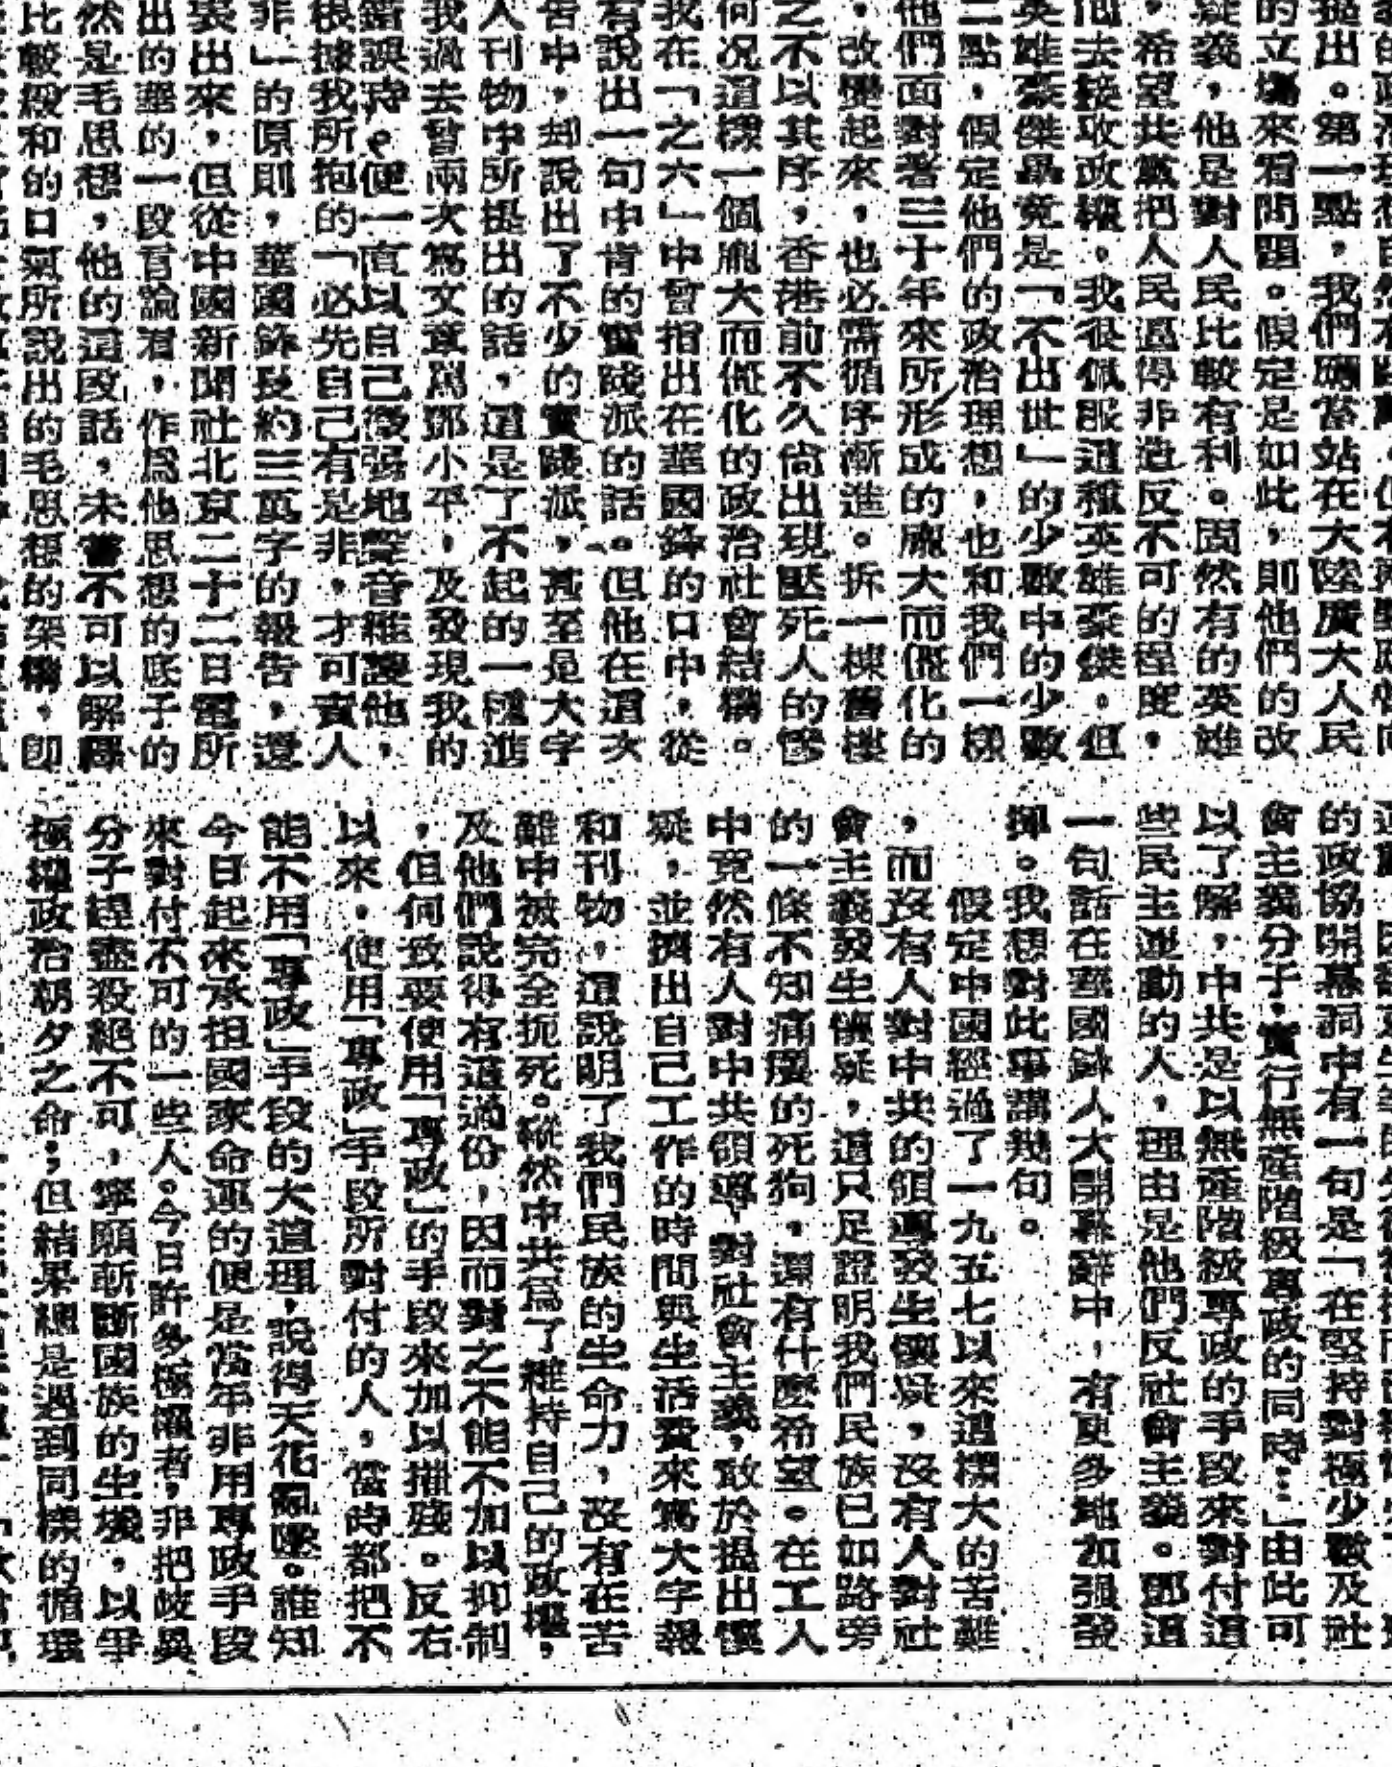 提出。第一點，我們應當站在大陸廣大人民
的立場來看問題。假定是如此，則他們的改
疑義，他是對人民比較有利。固然有的英雄
，希望共黨把人民逼得非造反不可的程度，
去接收政權。我很佩服這種英雄豪傑。但
英雄豪傑畢竟是「不出世」的少數中的少數
二點，假定他們的政治理想，也和我們一樣
他們面對著三十年來所形成的龐大而僵化的
，改變起來，也必需循序漸進。拆一棟舊樓
之不以其序，香港前不久尙出現壓死人的慘
何况這樣一個龐大而僵化的政治社會結構。
我在「之六」中曾指出在華國鋒的口中，從
有說出一句中肯的實踐派的話。但他在這次
告中，却說出了不少的實踐派，甚至是大字
人刊物中所提出的話，這是了不起的一種進
我過去曾兩次寫文章罵鄧小平，及發現我的
錯誤時。便一直以自己微弱地聲音維護他，
根據我所抱的「必先自己有是非，才可責人
非」的原則，華國鋒長約三萬字的報告，還
表出來，但從中國新聞社北京二十二日電所
出的華的一段言論看，作爲他思想的底子的
然是毛思想，他的這段話，未嘗不可以解釋
比較緩和的口氣所說出的毛思想的架構。卽
的政協開幕詞中有一句是「在堅持對極少數及社
會主義分子，實行無產階級專政的同時…」由此可
以了解，中共是以無產階級專政的手段來對付這
些民主運動的人，理由是他們反社會主義。鄧這
一句話在華國鋒人大開幕辭中，有更多地加强發
揮。我想對此事講幾句。
假定中國經過了一九五七以來這樣大的苦難
，而沒有人對中共的領導發生懷疑，沒有人對社
會主義發生懷疑，這只足證明我們民族已如路旁
的一條不知痛癢的死狗，還有什麼希望。在工人
中竟然有人對中共領導，對社會主義，敢於提出懷
疑，並擠出自己工作的時間與生活費來寫大字報
和刊物，這說明了我們民族的生命力，沒有在苦
難中被完全扼死。縱然中共爲了維持自己的政權，
及他們說得有逾過份，因而對之不能不加以抑制
，但何致要使用「專政」的手段來加以摧殘。反右
以來，使用「專政」手段所對付的人，當時都把不
能不用「專政」手段的大道理，說得天花亂墜。誰知
今日起來承担國家命運的便是當年非用專政手段
來對付不可的一些人。今日許多極權者，非把歧異
分子趕盡殺絕不可，寧願斬斷國族的生機，以爭
極權政治朝夕之命；但結果總是遇到同樣的循環